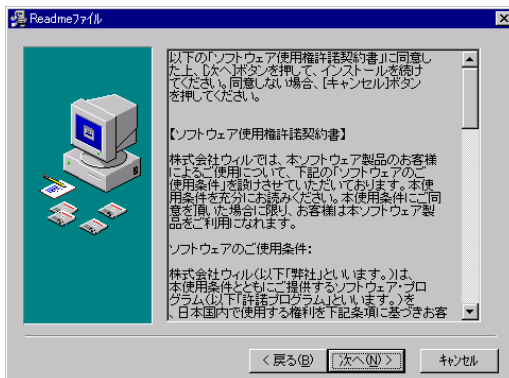 Readmeファイル
以下の「ソフトウェア使用権許諾契約書」に同意し
た上、[次へ]ボタンを押して、インストールを続け
てください。同意しない場合、[キャンセル]ボタン
を押してください。
【ソフトウェア使用権許諾契約書】
株式会社ウィルでは、本ソフトウェア製品のお客様
によるご使用について、下記の「ソフトウェアのご
使用条件」を設けさせていただいております。本使
用条件を充分にお読みください。本使用条件にご同
意を頂いた場合に限り、お客様は本ソフトウェア製
品をご利用になれます。
ソフトウェアのご使用条件:
株式会社ウィル(以下「弊社」といいます。)は、
本使用条件とともにご提供するソフトウェア・プロ
グラム(以下「許諾プログラム」といいます。)を
、日本国内で使用する権利を下記条項に基づきお客
< 戻る(B)
次へ(N) >
キャンセル